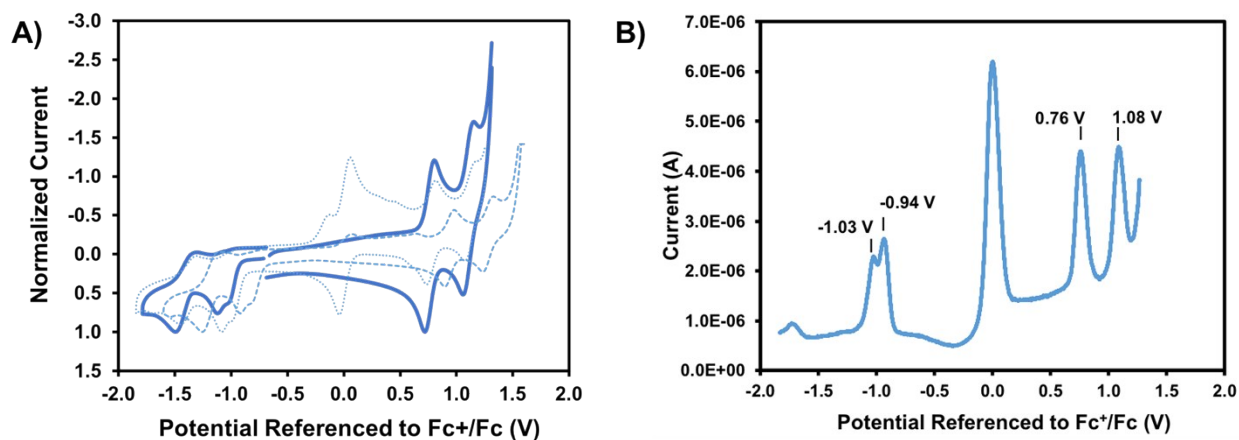 A)
-3.0
-2.5
-2.0
-1.5
-1.0
-0.5
0.0
0.5
1.0
1.5
Normalized Current
-2.0 -1.5 -1.0 -0.5 0.0 0.5 1.0 1.5 2.0
Potential Referenced to Fc+/Fc (V)
B)
7.0E-06
6.0E-06
5.0E-06
4.0E-06
3.0E-06
2.0E-06
1.0E-06
0.0E+00
Current (A)
0.76 V 1.08 V
-0.94 V
-1.03 V
-2.0 -1.5 -1.0 -0.5 0.0 0.5 1.0 1.5 2.0
Potential Referenced to Fc⁺/Fc (V)